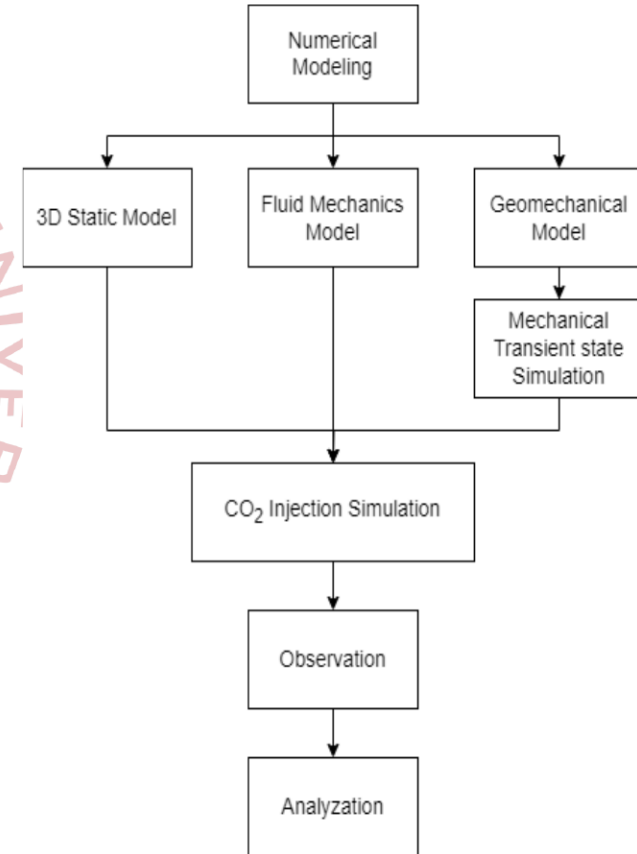 Numerical
Modeling
3D Static Model
Fluid Mechanics
Model
Geomechanical
Model
Mechanical
Transient state
Simulation
CO₂ Injection Simulation
Observation
Analyzation